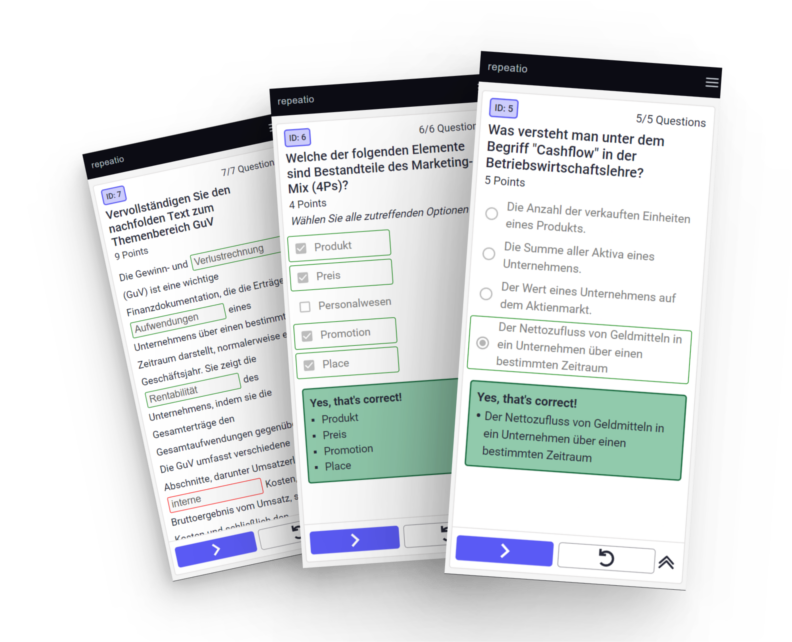 repeatio
ID: 7
7/7 Question
Vervollständigen Sie den
nachfolden Text zum
Themenbereich GuV
9 Points
Die Gewinn- und Verlustrechnung
(GuV) ist eine wichtige
Finanzdokumentation, die die Erträge
Aufwendungen eines
Unternehmens über einen bestimmt
Zeitraum darstellt, normalerweise e
Geschäftsjahr. Sie zeigt die
Rentabilität des
Unternehmens, indem sie die
Gesamterträge den
Gesamtaufwendungen gegenüb
Die GuV umfasst verschiedene
Abschnitte, darunter Umsatzerl
interne Kosten,
Bruttoergebnis vom Umsatz, s
Kosten und schließlich den
repeatio
ID: 6
6/6 Question
Welche der folgenden Elemente
sind Bestandteile des Marketing-
Mix (4Ps)?
4 Points
Wählen Sie alle zutreffenden Optionen
Produkt
Preis
Personalwesen
Promotion
Place
Yes, that's correct!
• Produkt
• Preis
• Promotion
• Place
repeatio
ID: 5
5/5 Questions
Was versteht man unter dem
Begriff "Cashflow" in der
Betriebswirtschaftslehre?
5 Points
Die Anzahl der verkauften Einheiten
eines Produkts.
Die Summe aller Aktiva eines
Unternehmens.
Der Wert eines Unternehmens auf
dem Aktienmarkt.
Der Nettozufluss von Geldmitteln in
ein Unternehmen über einen
bestimmten Zeitraum
Yes, that's correct!
• Der Nettozufluss von Geldmitteln in
ein Unternehmen über einen
bestimmten Zeitraum